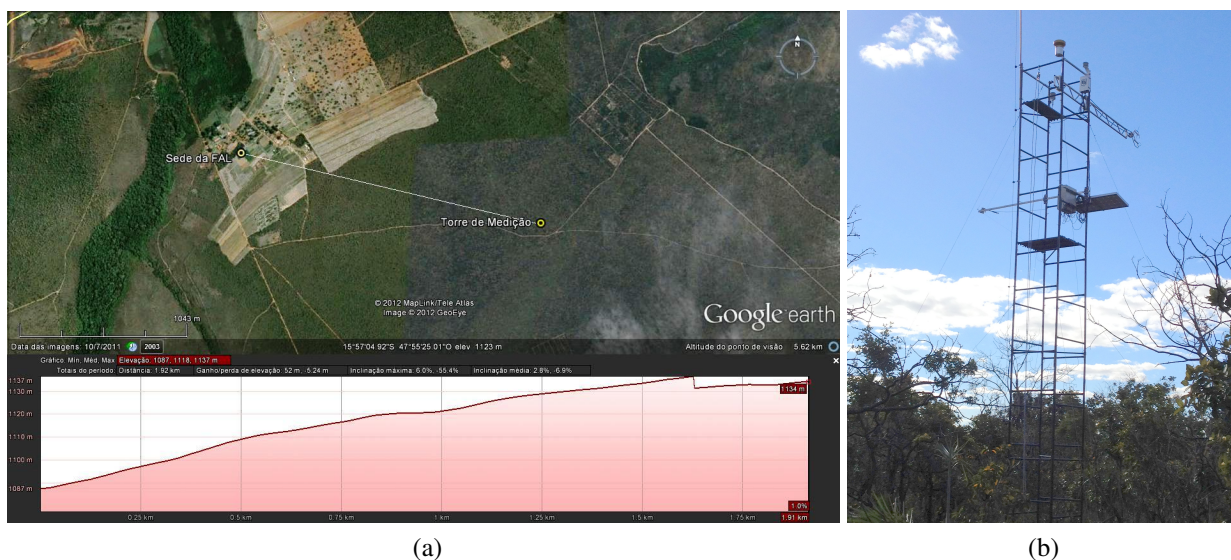 N
Sede da FAL
Torre de Medição
© 2012 MapLink/Tele Atlas
Image © 2012 GeoEye
Google earth
1043 m
Data das imagens: 10/7/2011 2003 15°57'04.92"S 47°55'25.01"O elev 1123 m Altitude do ponto de visão 5.62 km
Gráfico: Mín, Méd, Máx Elevação: 1087, 1118, 1137 m
Totais do período: Distância: 1.92 km Ganho/perda de elevação: 52 m, -5.24 m Inclinação máxima: 6.0%, -55.4% Inclinação média: 2.8%, -6.9%
1137 m
1134 m
1130 m
1120 m
1110 m
1100 m
1087 m
1.0%
0.25 km 0.5 km 0.75 km 1 km 1.25 km 1.5 km 1.75 km 1.91 km
(a) (b)